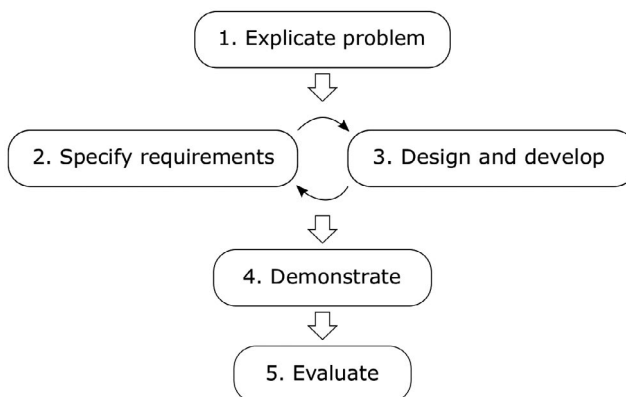 1. Explicate problem
2. Specify requirements
3. Design and develop
4. Demonstrate
5. Evaluate